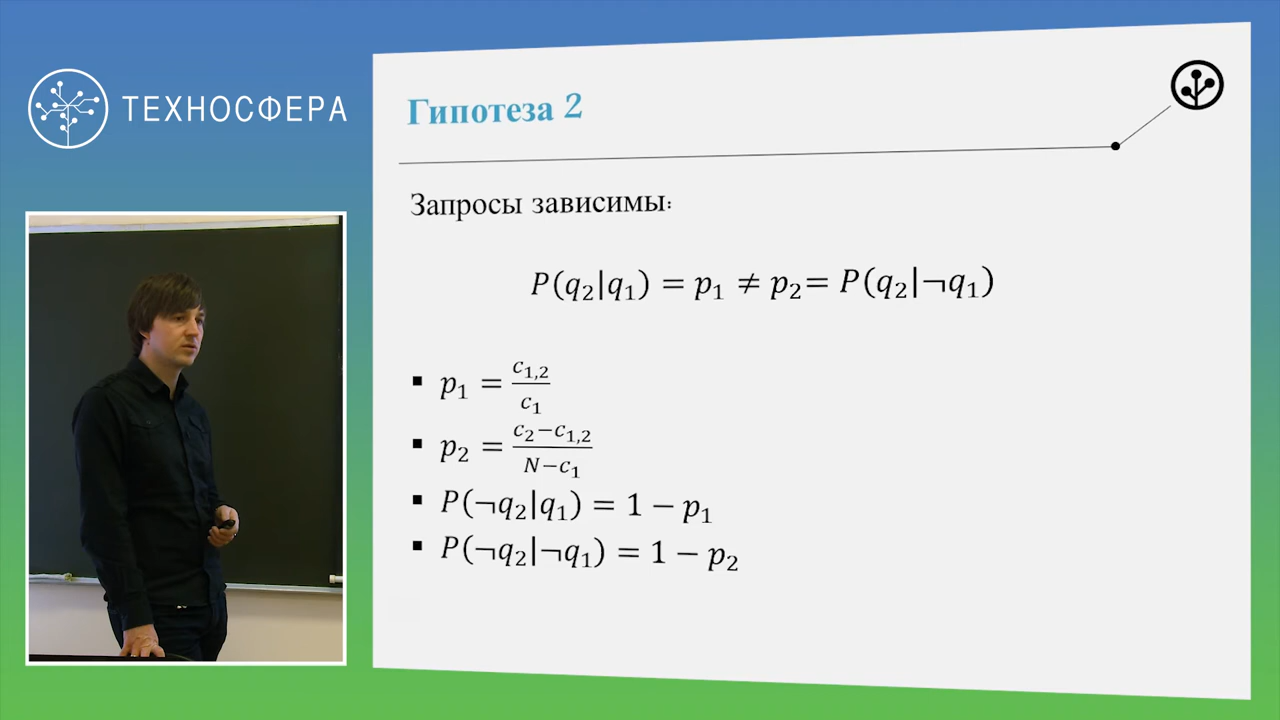 ТЕХНОСФЕРА
Гипотеза 2
Запросы зависимы:
P(q₂|q₁) = p₁ ≠ p₂= P(q₂|¬q₁)
▪ p₁ = c₁,₂/c₁
▪ p₂ = (c₂−c₁,₂)/(N−c₁)
▪ P(¬q₂|q₁) = 1 − p₁
▪ P(¬q₂|¬q₁) = 1 − p₂